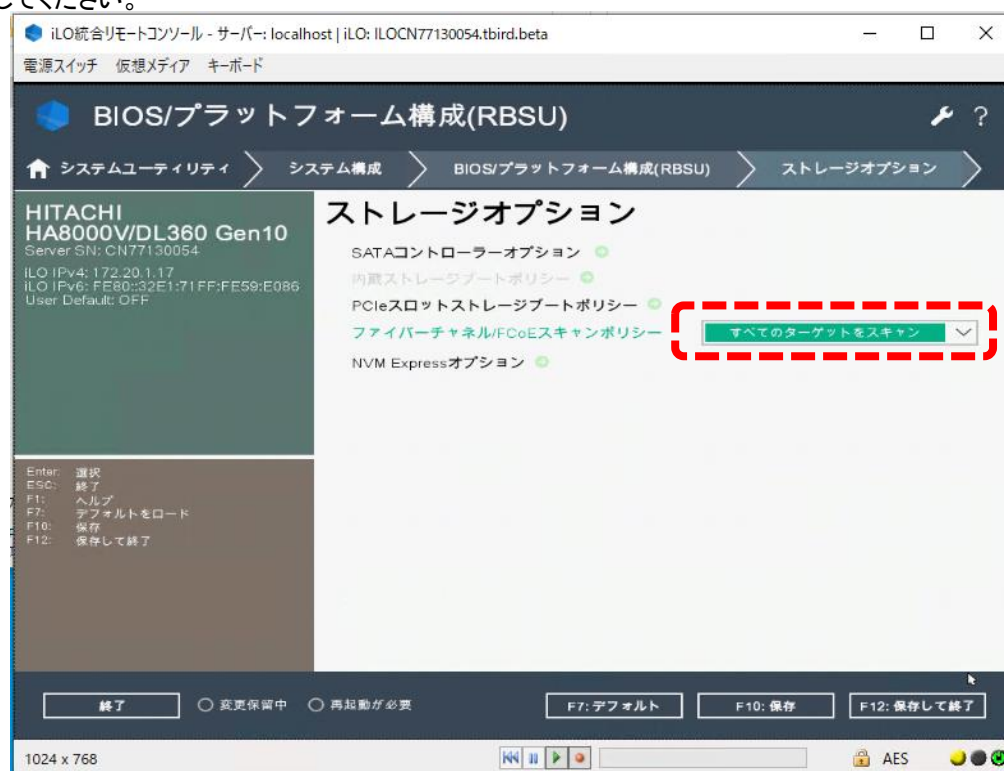 してください。
iLO統合リモートコンソール - サーバー: localhost | iLO: ILOCN77130054.tbird.beta
電源スイッチ 仮想メディア キーボード
BIOS/プラットフォーム構成(RBSU)
?
システムユーティリティ システム構成 BIOS/プラットフォーム構成(RBSU) ストレージオプション
HITACHI
HA8000V/DL360 Gen10
Server SN: CN77130054
iLO IPv4: 172.20.1.17
iLO IPv6: FE80::32E1:71FF:FE59:E086
User Default: OFF
ストレージオプション
SATAコントローラーオプション
内蔵ストレージブートポリシー
PCIeスロットストレージブートポリシー
ファイバーチャネル/FCoEスキャンポリシー すべてのターゲットをスキャン
NVM Expressオプション
Enter: 選択
ESC: 終了
F1: ヘルプ
F7: デフォルトをロード
F10: 保存
F12: 保存して終了
終了 変更保留中 再起動が必要 F7: デフォルト F10: 保存 F12: 保存して終了
1024 x 768 AES